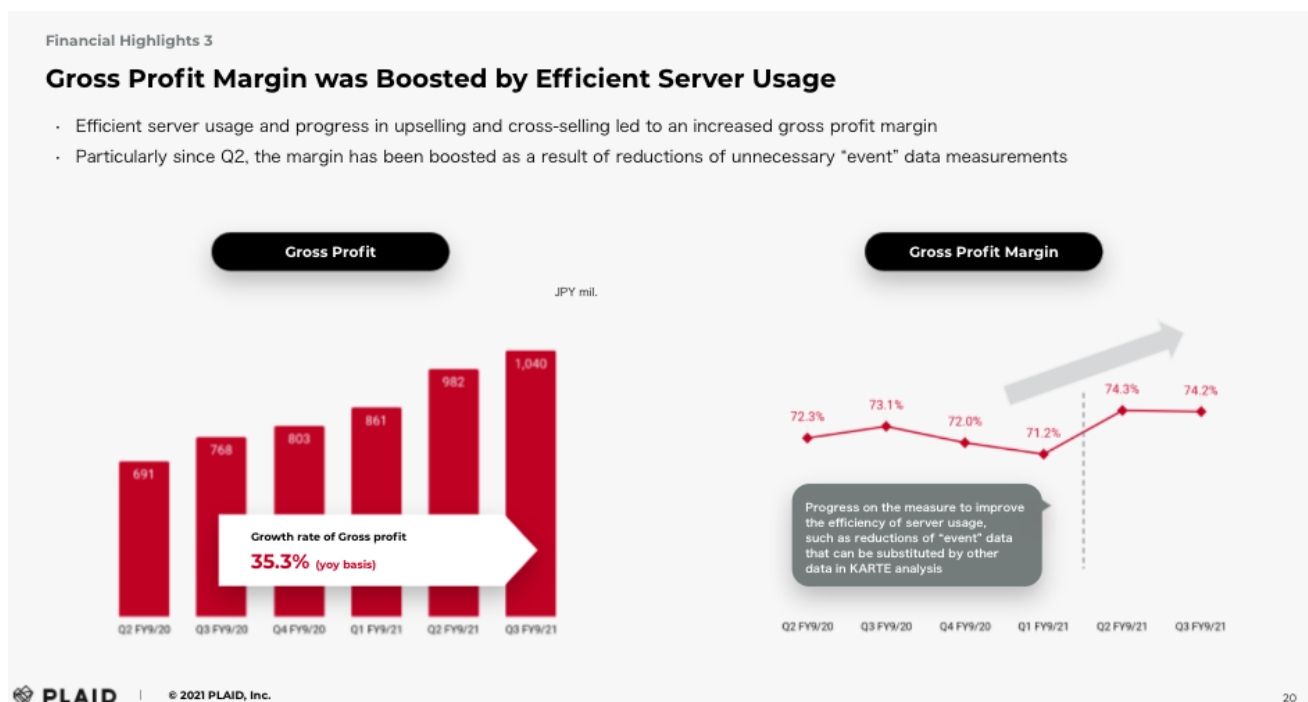 Financial Highlights 3
Gross Profit Margin was Boosted by Efficient Server Usage
· Efficient server usage and progress in upselling and cross-selling led to an increased gross profit margin
· Particularly since Q2, the margin has been boosted as a result of reductions of unnecessary “event” data measurements
Gross Profit
JPY mil.
691
768
803
861
982
1,040
Growth rate of Gross profit
35.3% (yoy basis)
Q2 FY9/20 Q3 FY9/20 Q4 FY9/20 Q1 FY9/21 Q2 FY9/21 Q3 FY9/21
Gross Profit Margin
72.3%
73.1%
72.0%
71.2%
74.3%
74.2%
Progress on the measure to improve
the efficiency of server usage,
such as reductions of “event” data
that can be substituted by other
data in KARTE analysis
Q2 FY9/20 Q3 FY9/20 Q4 FY9/20 Q1 FY9/21 Q2 FY9/21 Q3 FY9/21
PLAID | © 2021 PLAID, Inc.
20